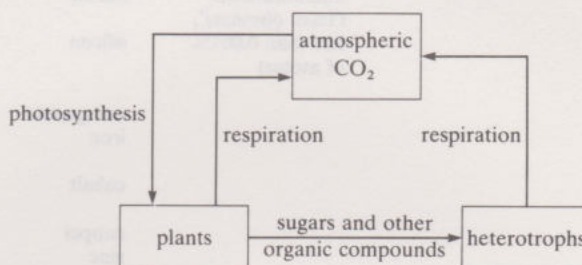 atmospheric
CO₂
photosynthesis
respiration
respiration
plants
sugars and other
organic compounds
heterotrophs